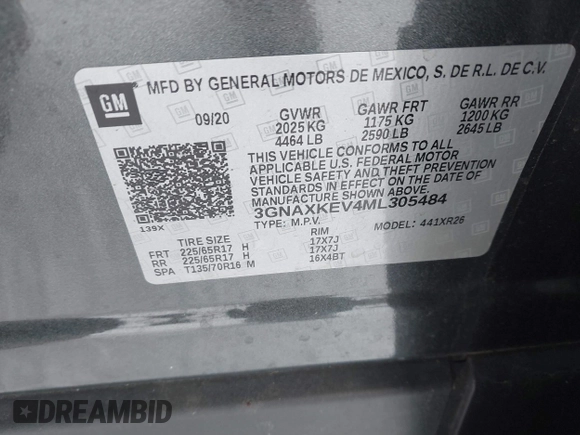 GM
MFD BY GENERAL MOTORS DE MEXICO, S. DE R.L. DE C.V.
09/20 GVWR GAWR FRT GAWR RR
2025 KG 1175 KG 1200 KG
4464 LB 2590 LB 2645 LB
THIS VEHICLE CONFORMS TO ALL
APPLICABLE U.S. FEDERAL MOTOR
VEHICLE SAFETY AND THEFT PREVENTION
STANDARDS IN EFFECT ON THE DATE OF
MANUFACTURE SHOWN ABOVE.
3GNAXKEV4ML305484
139X TYPE: M.P.V. MODEL: 441XR26
TIRE SIZE RIM
FRT 225/65R17 H 17X7J
RR 225/65R17 H 17X7J
SPA T135/70R16 M 16X4BT
DREAMBID